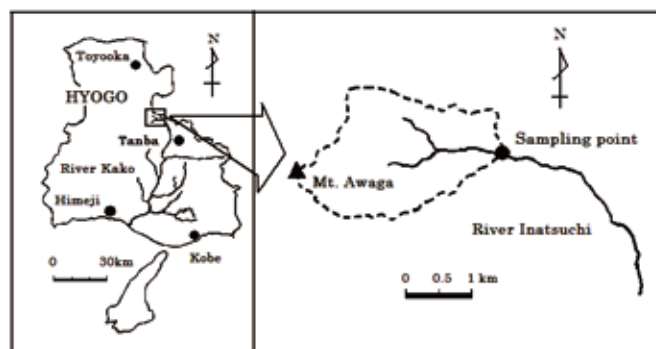 N
Toyooka
HYOGO
Tanba
River Kako
Himeji
Kobe
0 30km
N
Sampling point
Mt. Awaga
River Inatsuchi
0 0.5 1 km